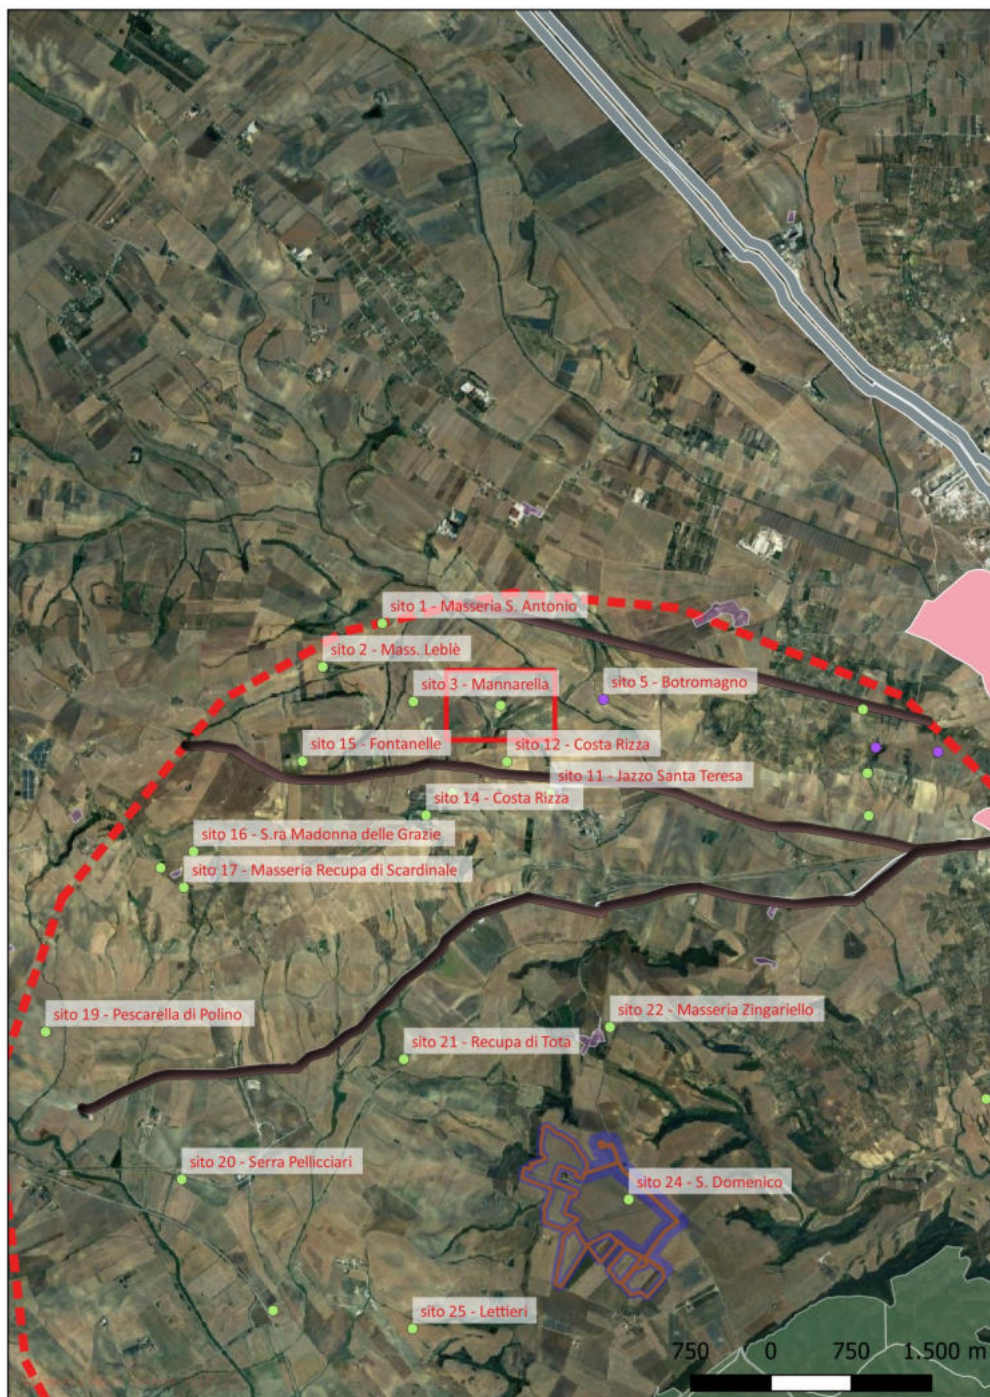 sito 1 - Masseria S. Antonio
sito 2 - Mass. Leblè
sito 3 - Mannarella
sito 5 - Botromagno
sito 15 - Fontanelle
sito 12 - Costa Rizza
sito 11 - Jazzo Santa Teresa
sito 14 - Costa Rizza
sito 16 - S.ra Madonna delle Grazie
sito 17 - Masseria Recupa di Scardinale
sito 19 - Pescarella di Polino
sito 22 - Masseria Zingariello
sito 21 - Recupa di Tota
sito 20 - Serra Pellicciari
sito 24 - S. Domenico
sito 25 - Lettieri
750 0 750 1.500 m